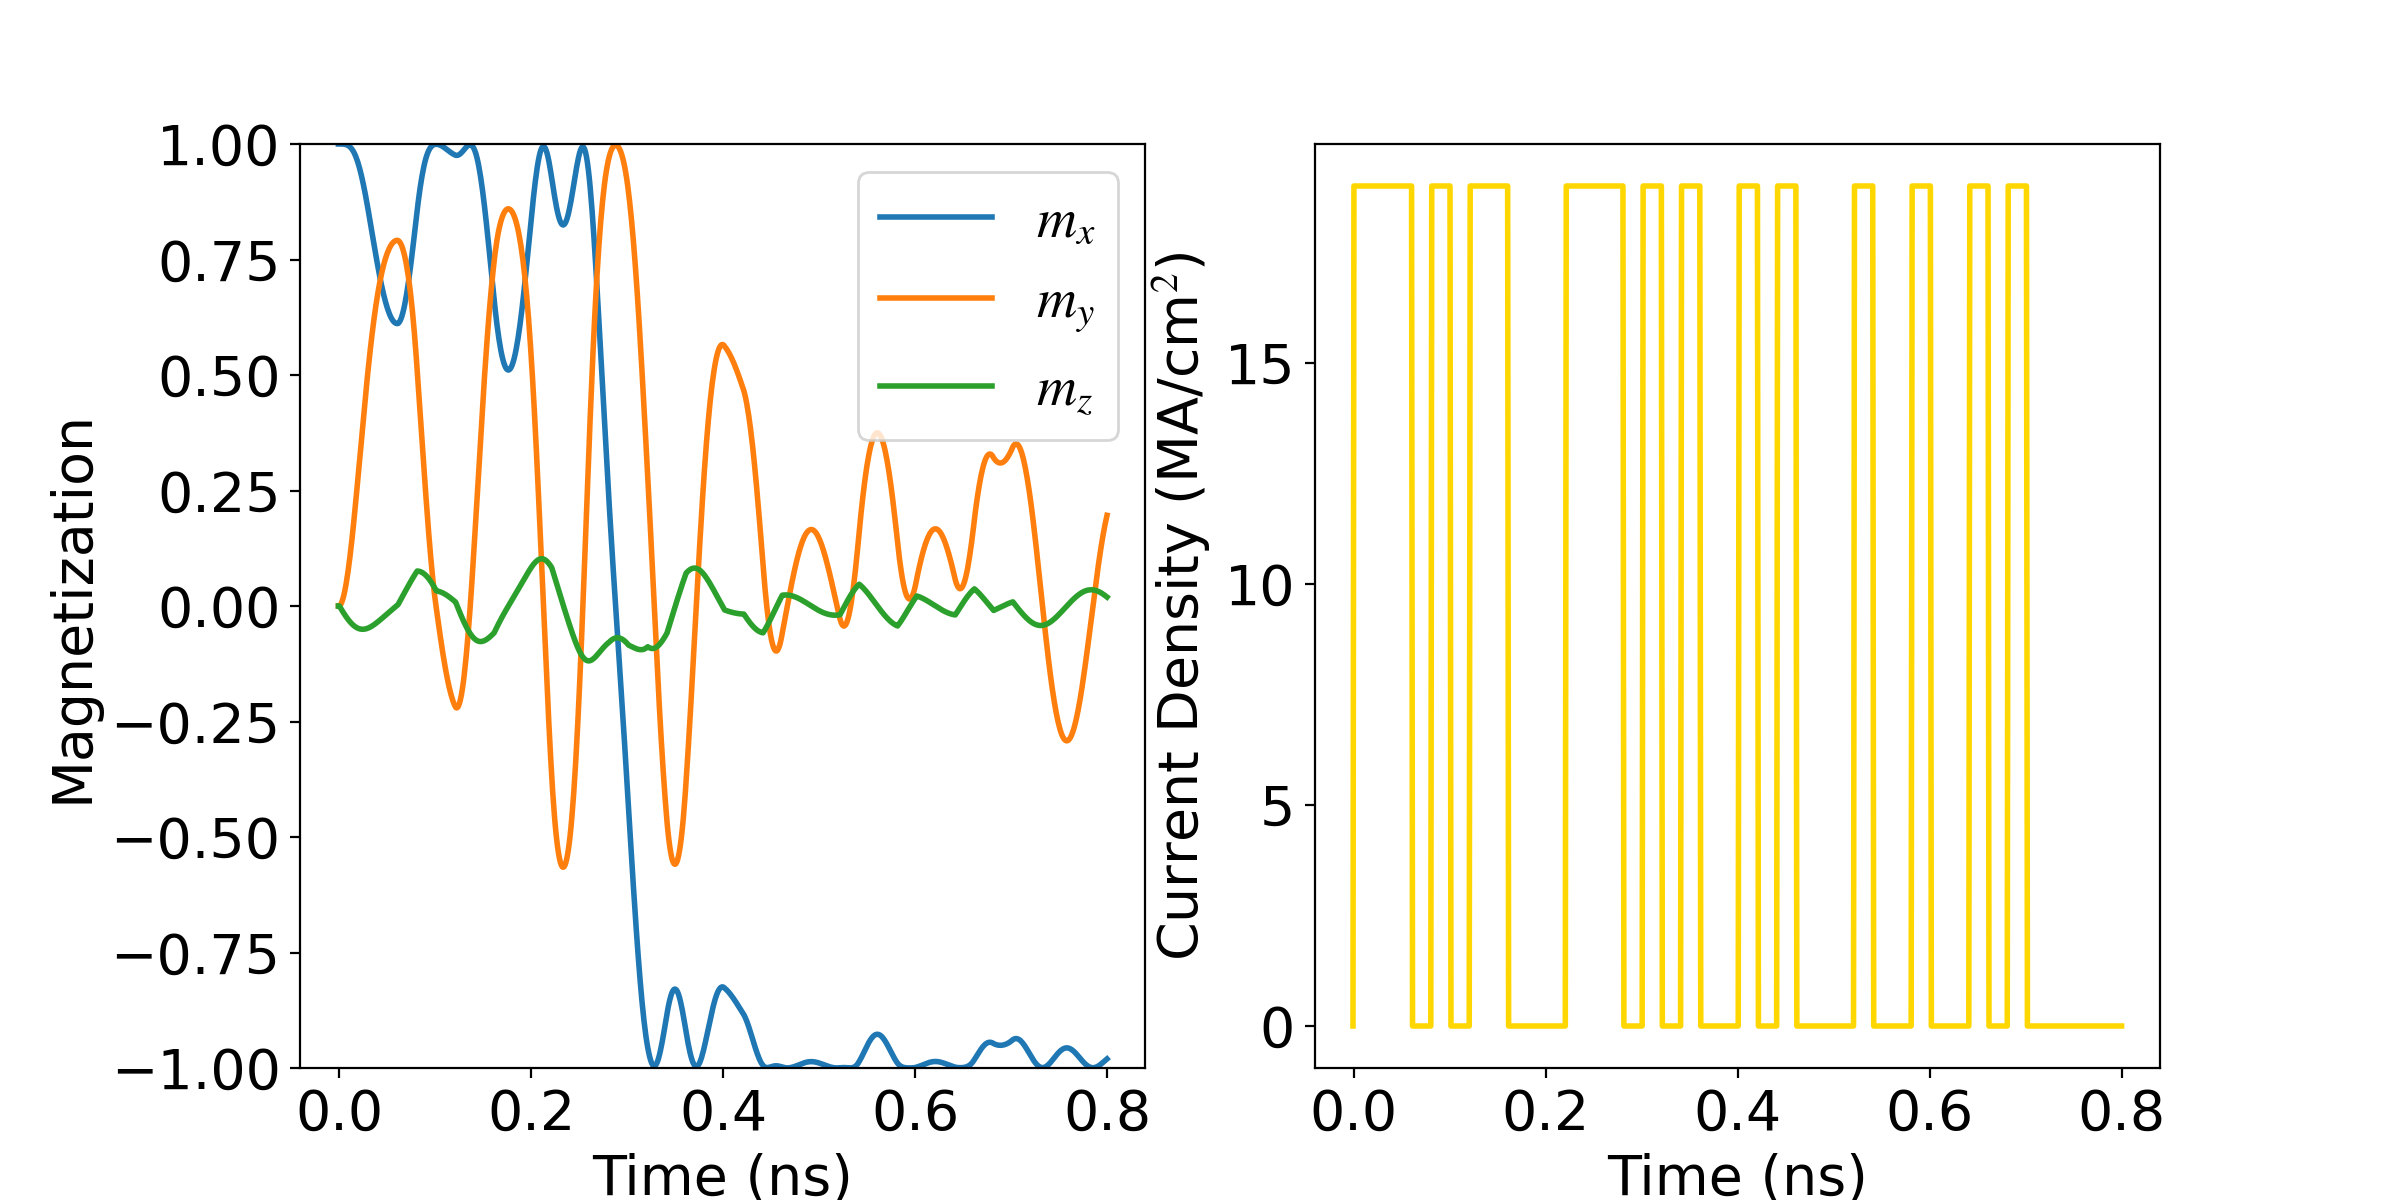 Magnetization
1.00
0.75
0.50
0.25
0.00
−0.25
−0.50
−0.75
−1.00
0.0 0.2 0.4 0.6 0.8
Time (ns)
m_x
m_y
m_z
Current Density (MA/cm²)
15
10
5
0
0.0 0.2 0.4 0.6 0.8
Time (ns)